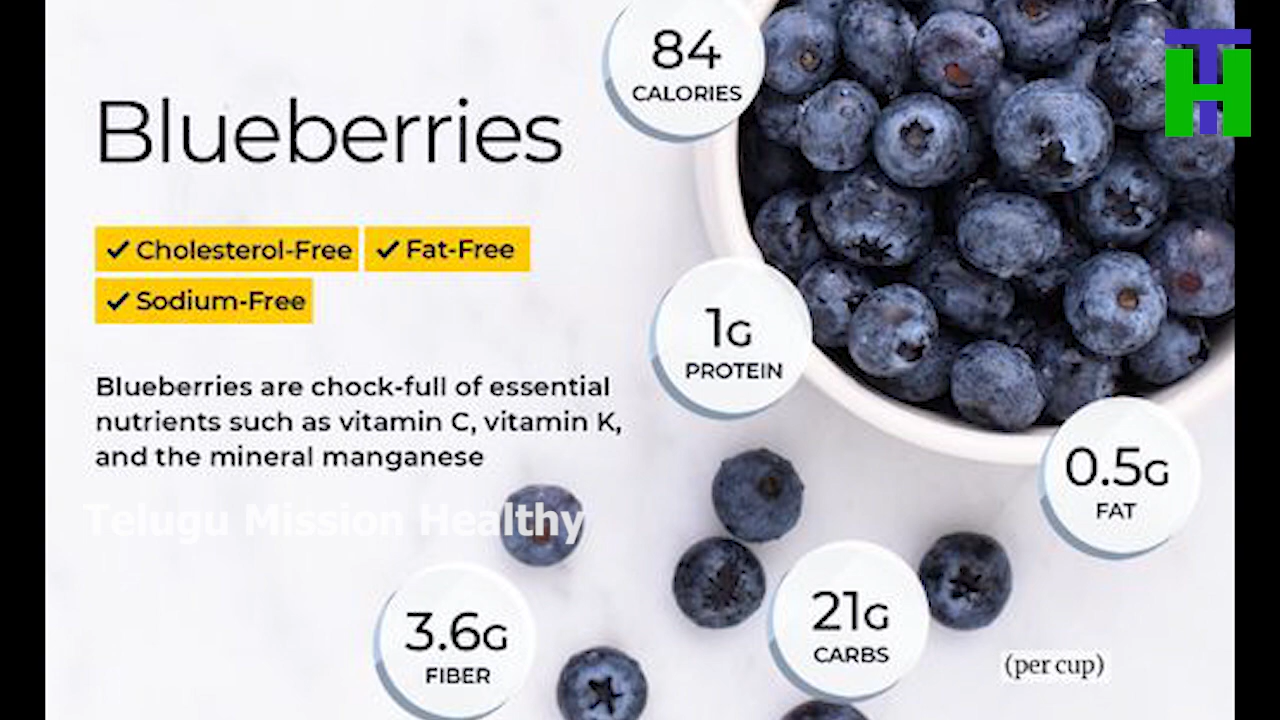 84
CALORIES
TH
Blueberries
✓ Cholesterol-Free ✓ Fat-Free
✓ Sodium-Free
1G
PROTEIN
Blueberries are chock-full of essential
nutrients such as vitamin C, vitamin K,
and the mineral manganese
0.5G
FAT
Telugu Mission Healthy
3.6G
FIBER
21G
CARBS
(per cup)